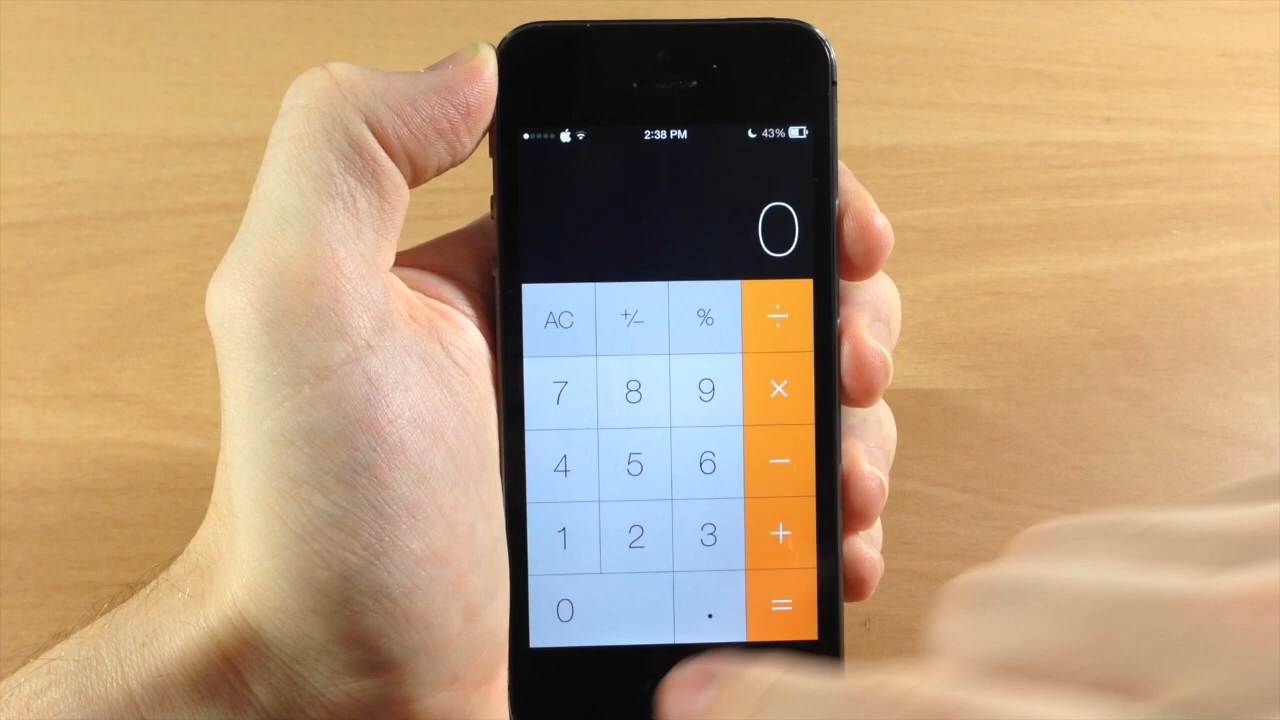 2:38 PM 43%
0
AC +/− % ÷
7 8 9 ×
4 5 6 −
1 2 3 +
0 . =